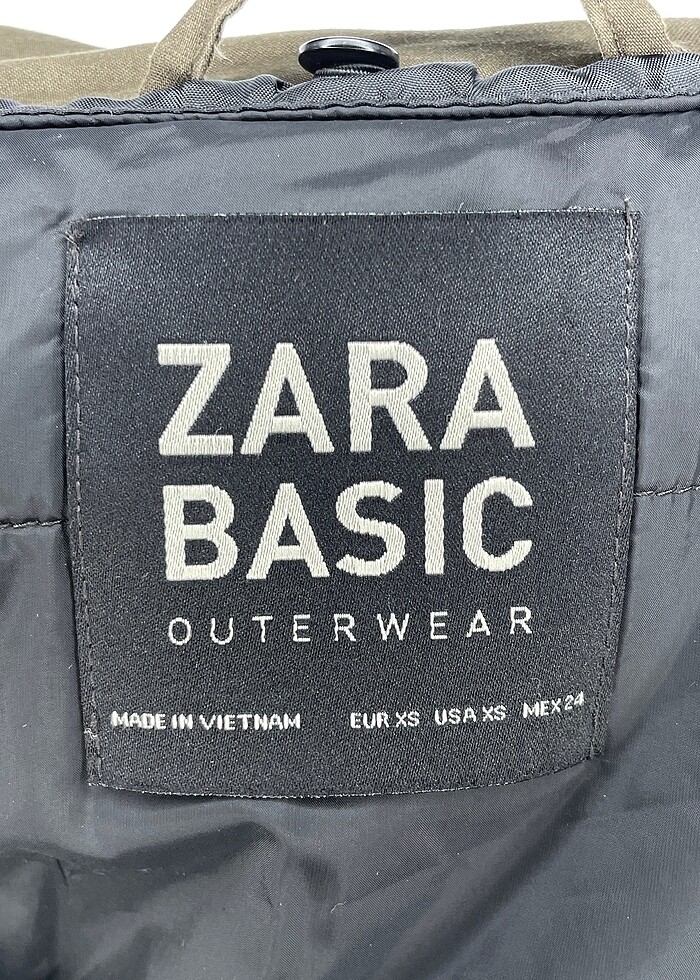 ZARA
BASIC
OUTERWEAR
MADE IN VIETNAM EUR XS USA XS MEX 24